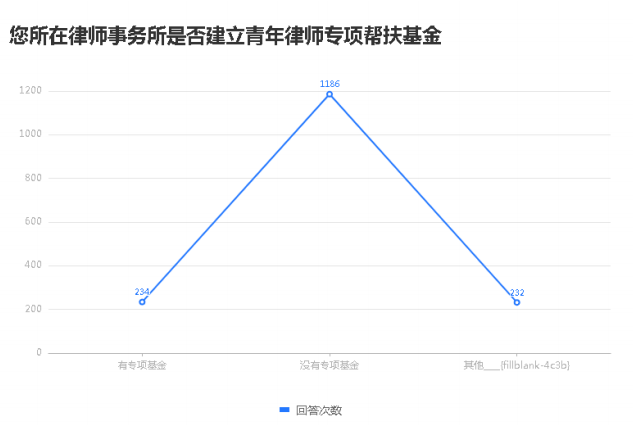 您所在律师事务所是否建立青年律师专项帮扶基金
1200
1000
800
600
400
200
0
234
1186
232
有专项基金
没有专项基金
其他___{fillblank-4c3b}
回答次数